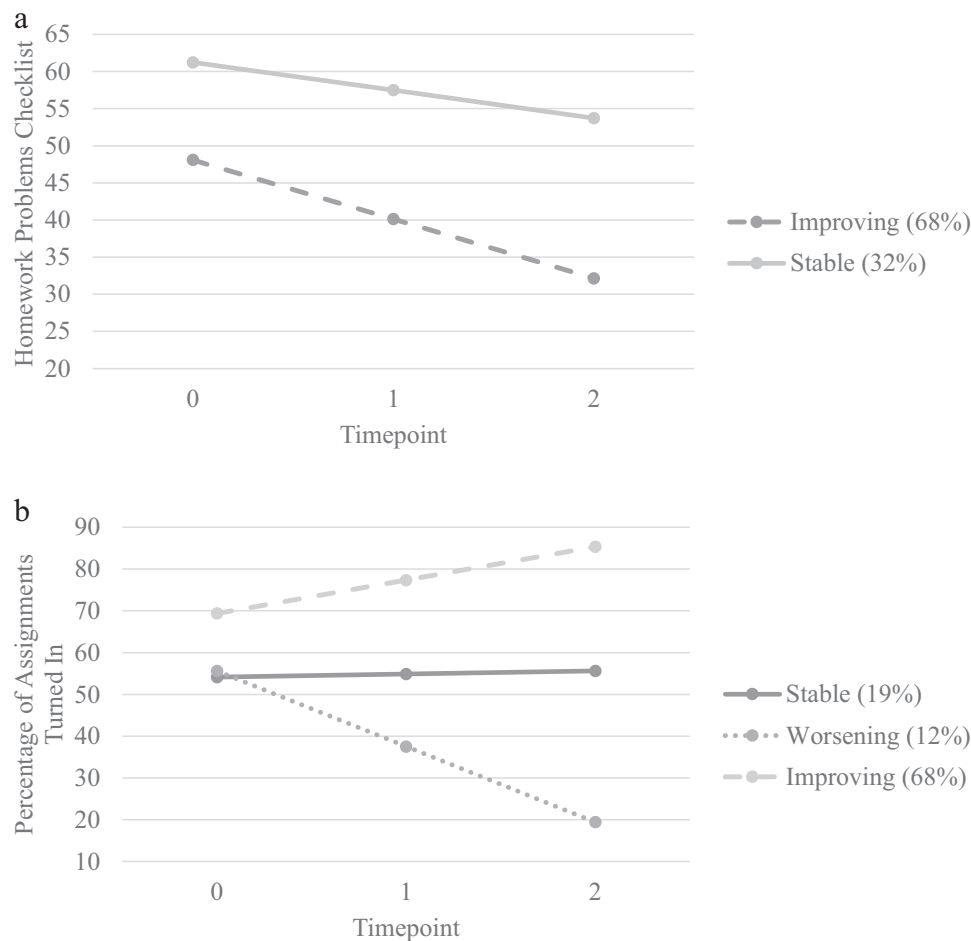 a
65
60
55
50
45
40
35
30
25
20
Homework Problems Checklist
0 1 2
Timepoint
Improving (68%)
Stable (32%)
b
90
80
70
60
50
40
30
20
10
Percentage of Assignments
Turned In
0 1 2
Timepoint
Stable (19%)
Worsening (12%)
Improving (68%)